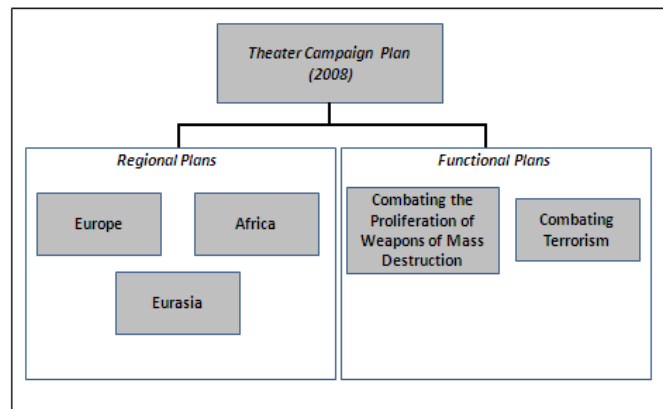 Theater Campaign Plan
(2008)
Regional Plans
Europe
Africa
Eurasia
Functional Plans
Combating the
Proliferation of
Weapons of Mass
Destruction
Combating
Terrorism